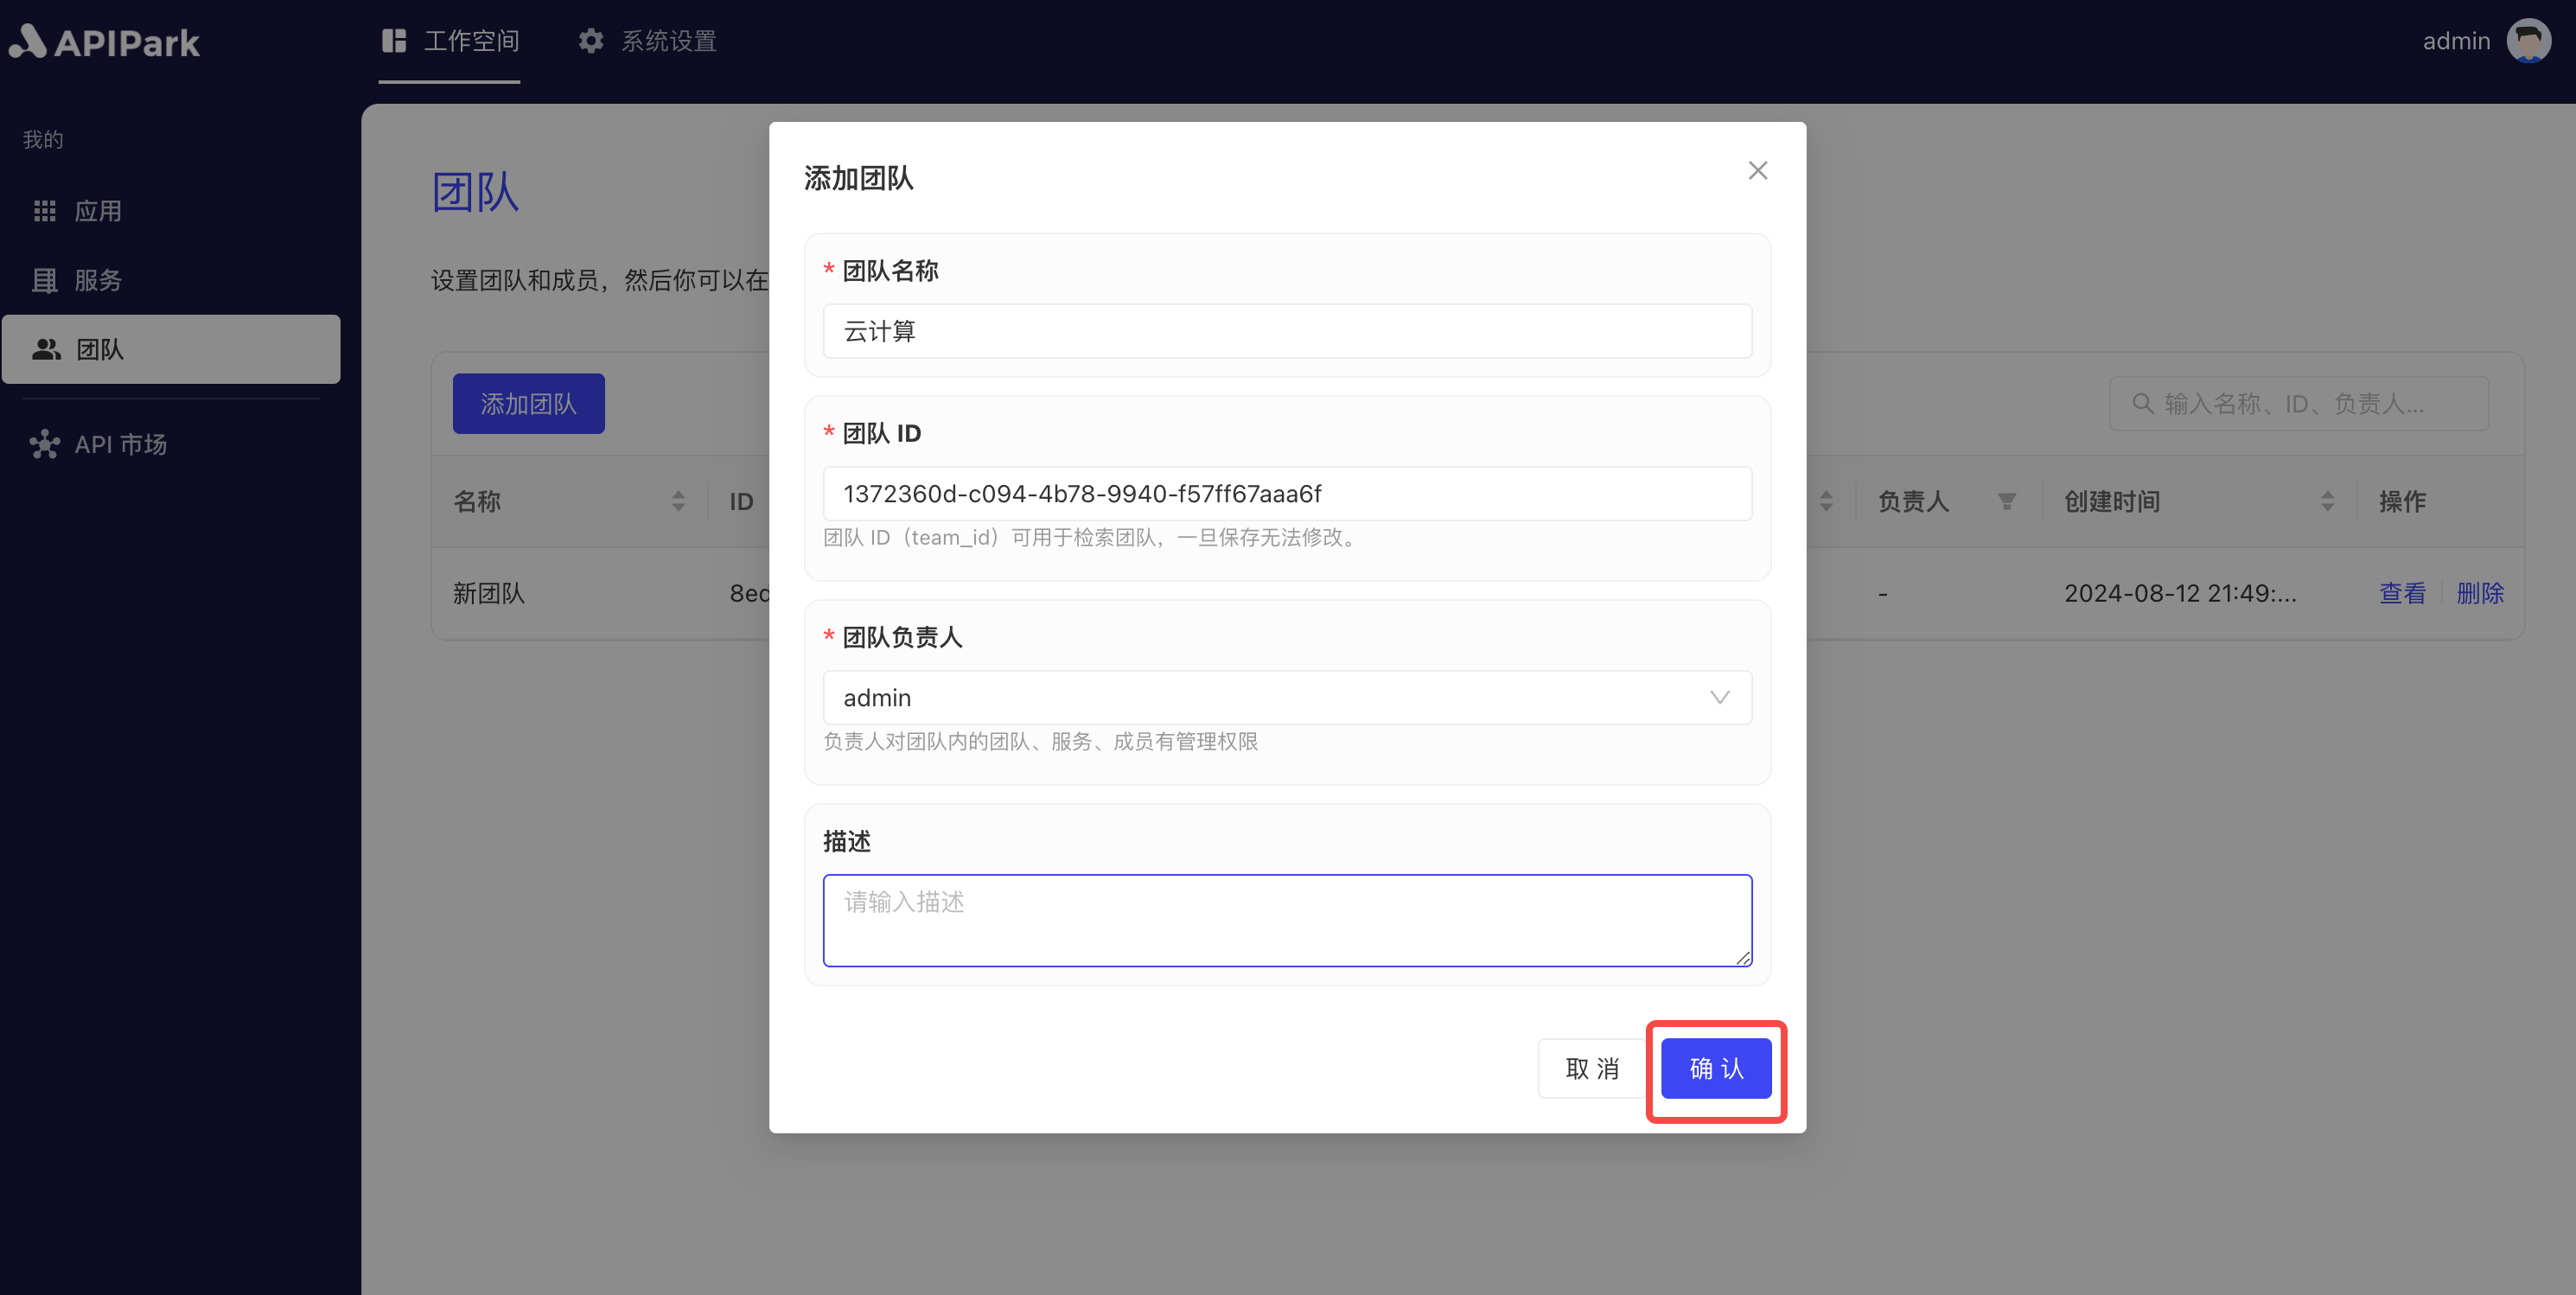 APIPark
工作空间
系统设置
admin
我的
应用
服务
团队
API 市场
团队
设置团队和成员，然后你可以在
添加团队
输入名称、ID、负责人...
名称
ID
负责人
创建时间
操作
新团队
8ed
-
2024-08-12 21:49:...
查看
删除
添加团队
* 团队名称
云计算
* 团队 ID
1372360d-c094-4b78-9940-f57ff67aaa6f
团队 ID（team_id）可用于检索团队，一旦保存无法修改。
* 团队负责人
admin
负责人对团队内的团队、服务、成员有管理权限
描述
请输入描述
取 消
确 认